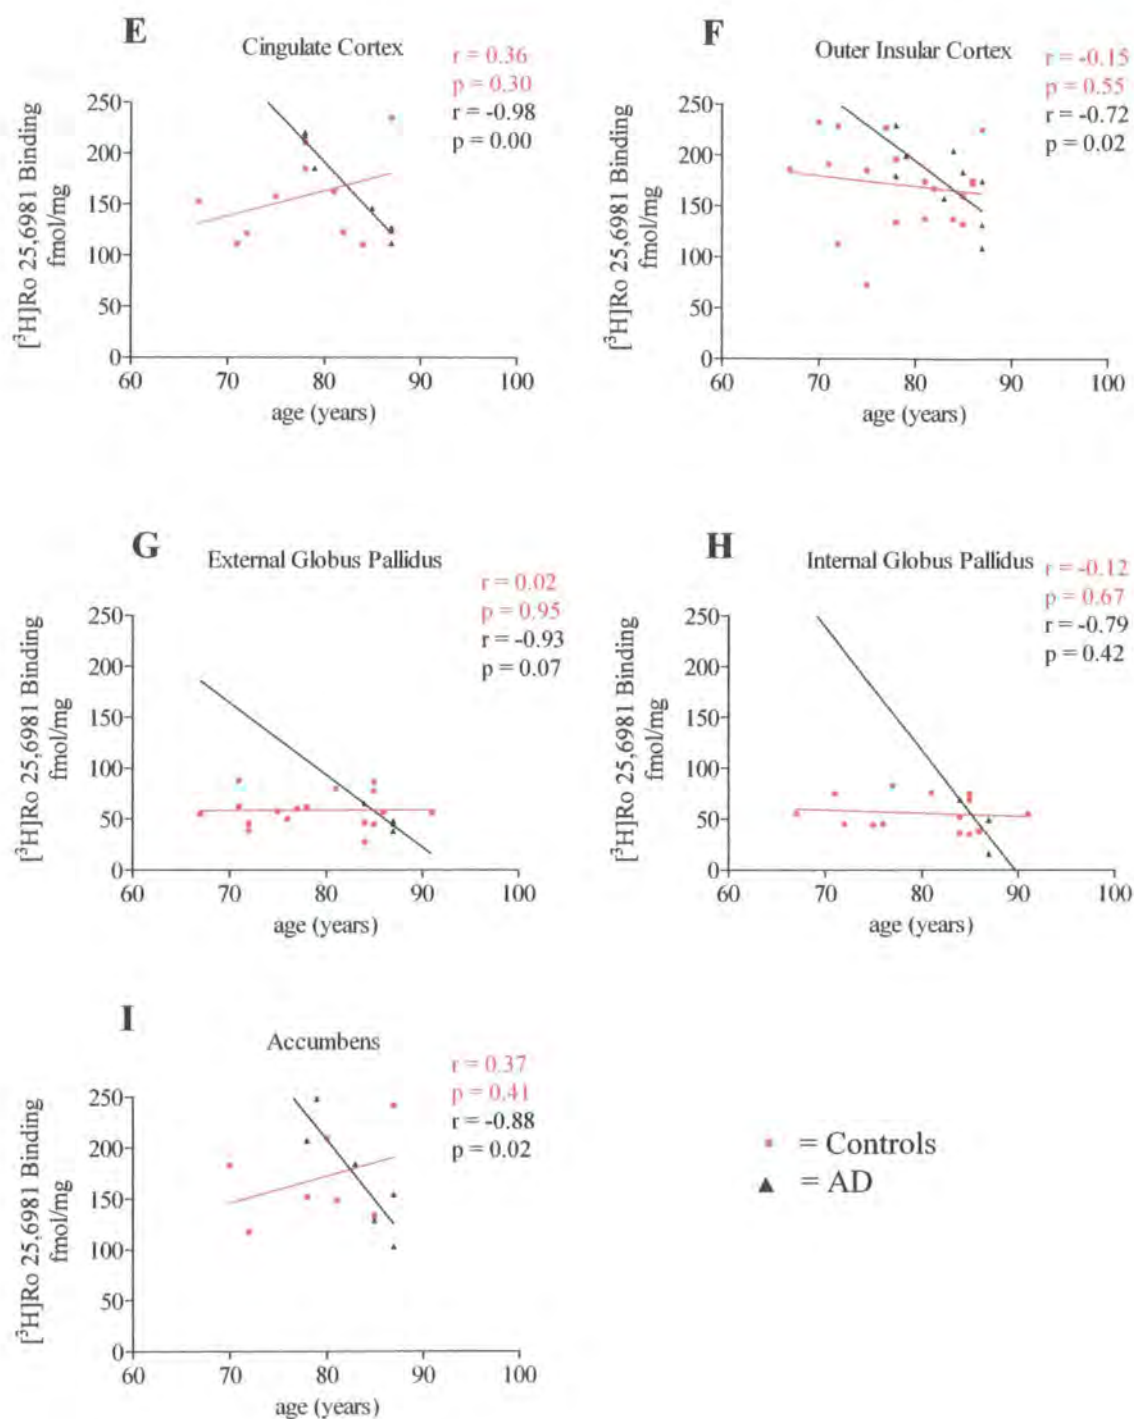 E
Cingulate Cortex
r = 0.36
p = 0.30
r = -0.98
p = 0.00
[³H]Ro 25,6981 Binding
fmol/mg
250
200
150
100
50
0
60 70 80 90 100
age (years)
F
Outer Insular Cortex
r = -0.15
p = 0.55
r = -0.72
p = 0.02
[³H]Ro 25,6981 Binding
fmol/mg
250
200
150
100
50
0
60 70 80 90 100
age (years)
G
External Globus Pallidus
r = 0.02
p = 0.95
r = -0.93
p = 0.07
[³H]Ro 25,6981 Binding
fmol/mg
250
200
150
100
50
0
60 70 80 90 100
age (years)
H
Internal Globus Pallidus
r = -0.12
p = 0.67
r = -0.79
p = 0.42
[³H]Ro 25,6981 Binding
fmol/mg
250
200
150
100
50
0
60 70 80 90 100
age (years)
I
Accumbens
r = 0.37
p = 0.41
r = -0.88
p = 0.02
[³H]Ro 25,6981 Binding
fmol/mg
250
200
150
100
50
0
60 70 80 90 100
age (years)
= Controls
= AD